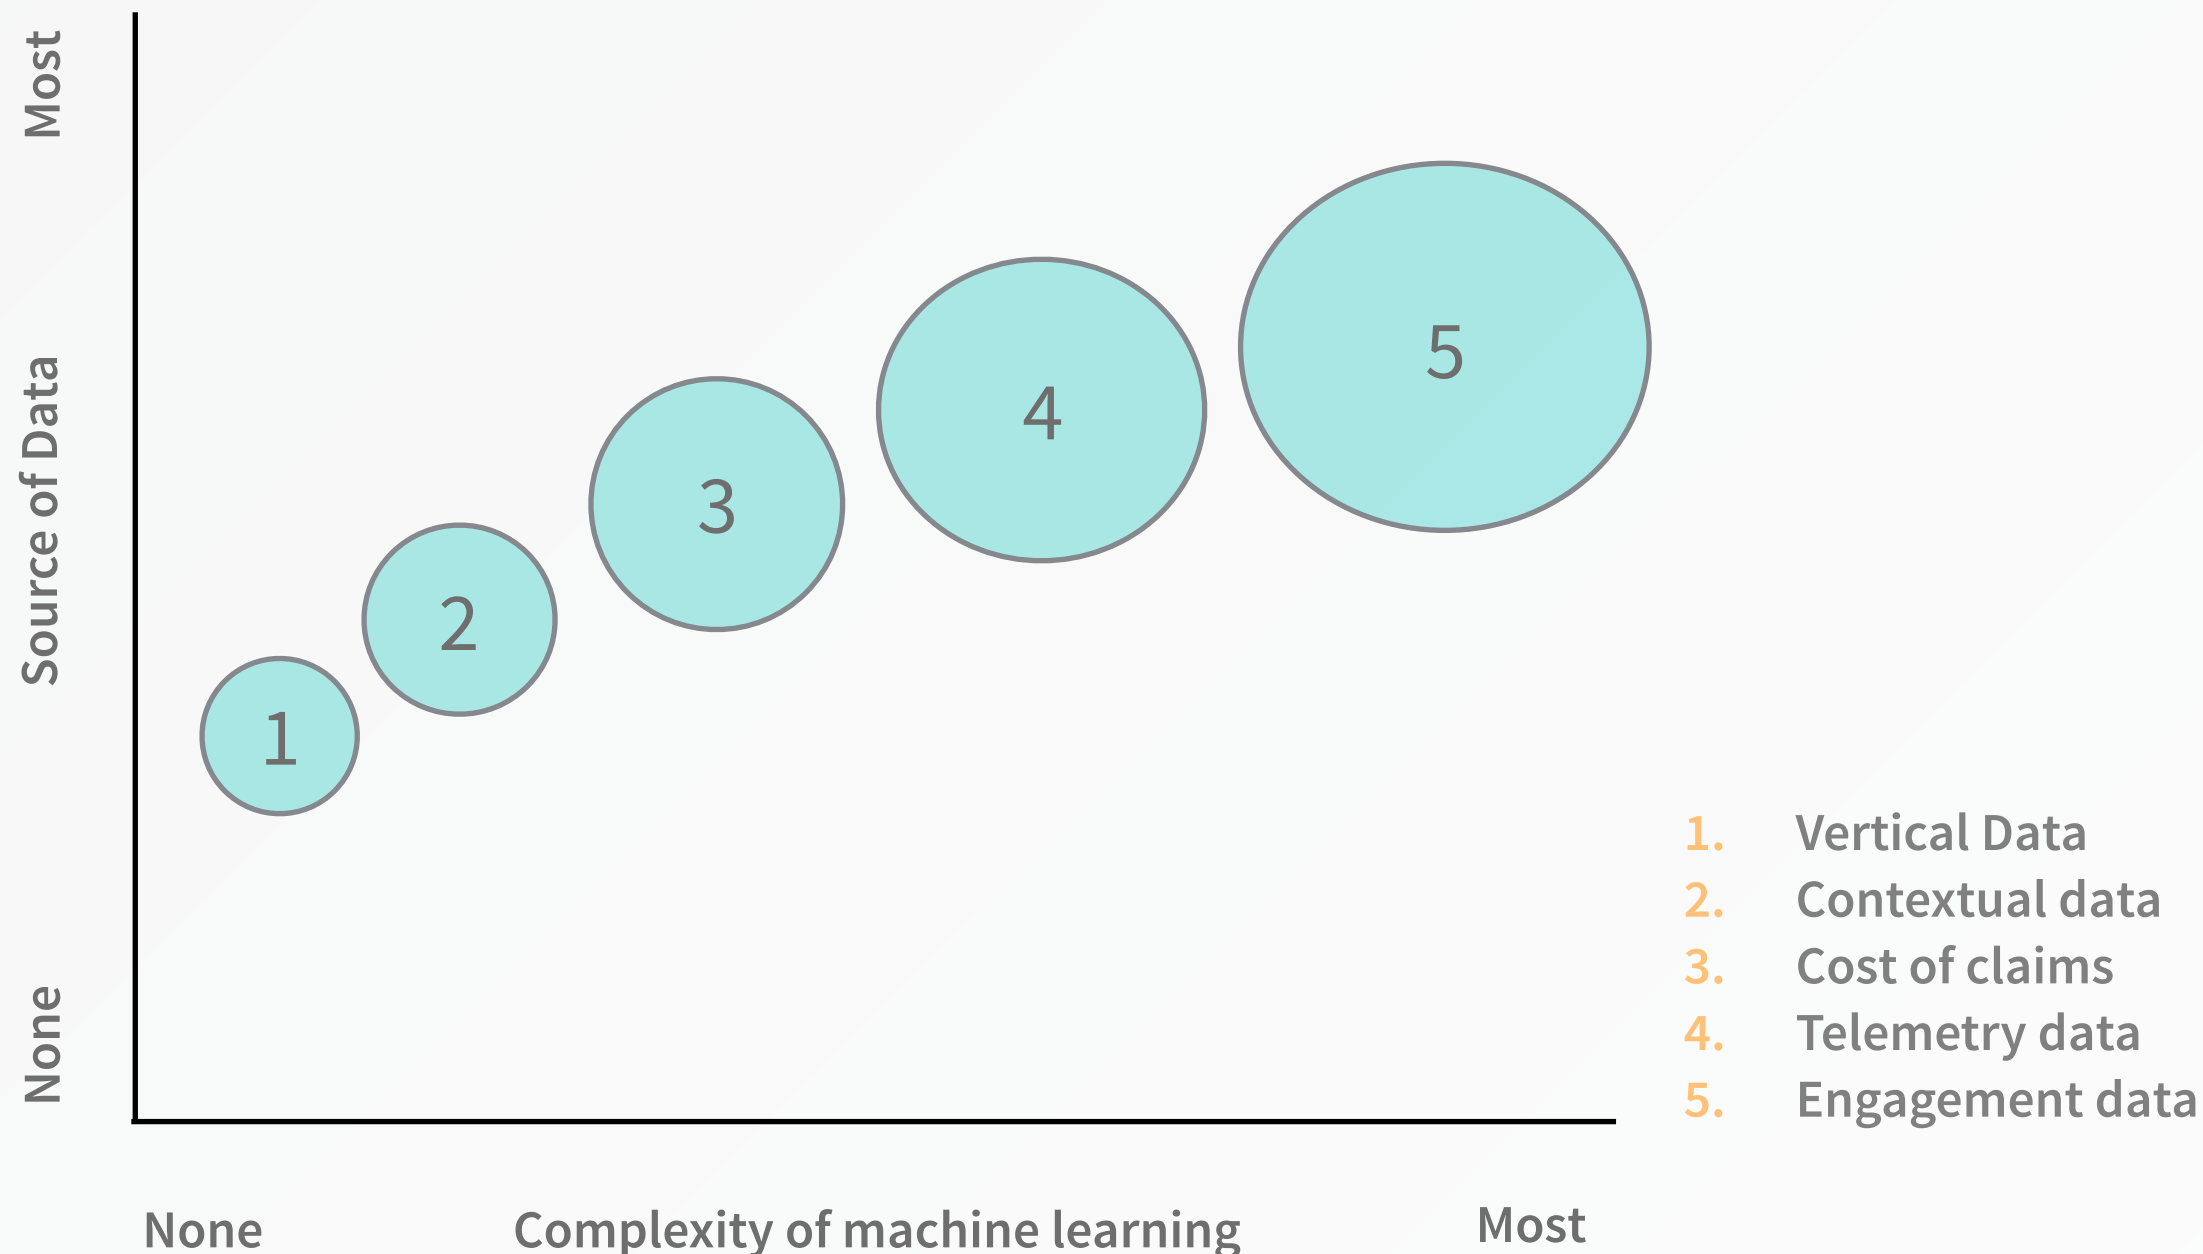 Most
Source of Data
None
1
2
3
4
5
1. Vertical Data
2. Contextual data
3. Cost of claims
4. Telemetry data
5. Engagement data
None
Complexity of machine learning
Most